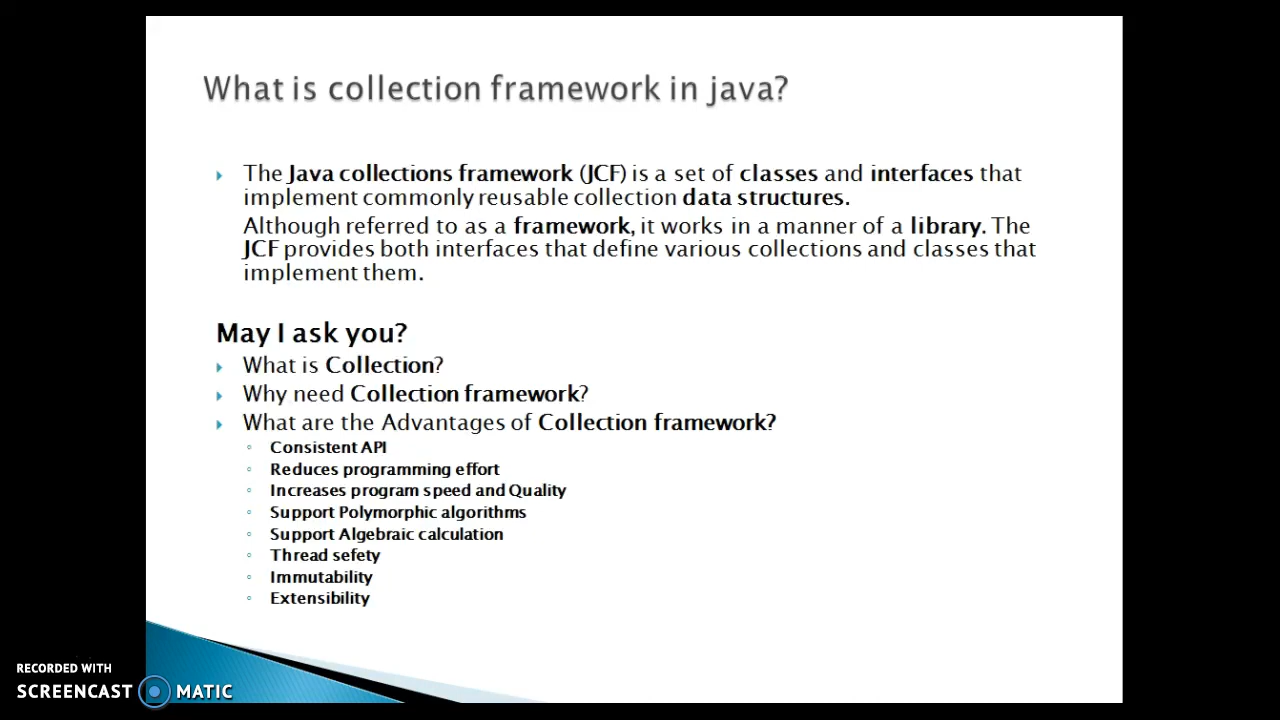 What is collection framework in java?
The Java collections framework (JCF) is a set of classes and interfaces that
implement commonly reusable collection data structures.
Although referred to as a framework, it works in a manner of a library. The
JCF provides both interfaces that define various collections and classes that
implement them.
May I ask you?
What is Collection?
Why need Collection framework?
What are the Advantages of Collection framework?
Consistent API
Reduces programming effort
Increases program speed and Quality
Support Polymorphic algorithms
Support Algebraic calculation
Thread sefety
Immutability
Extensibility
RECORDED WITH
SCREENCAST MATIC